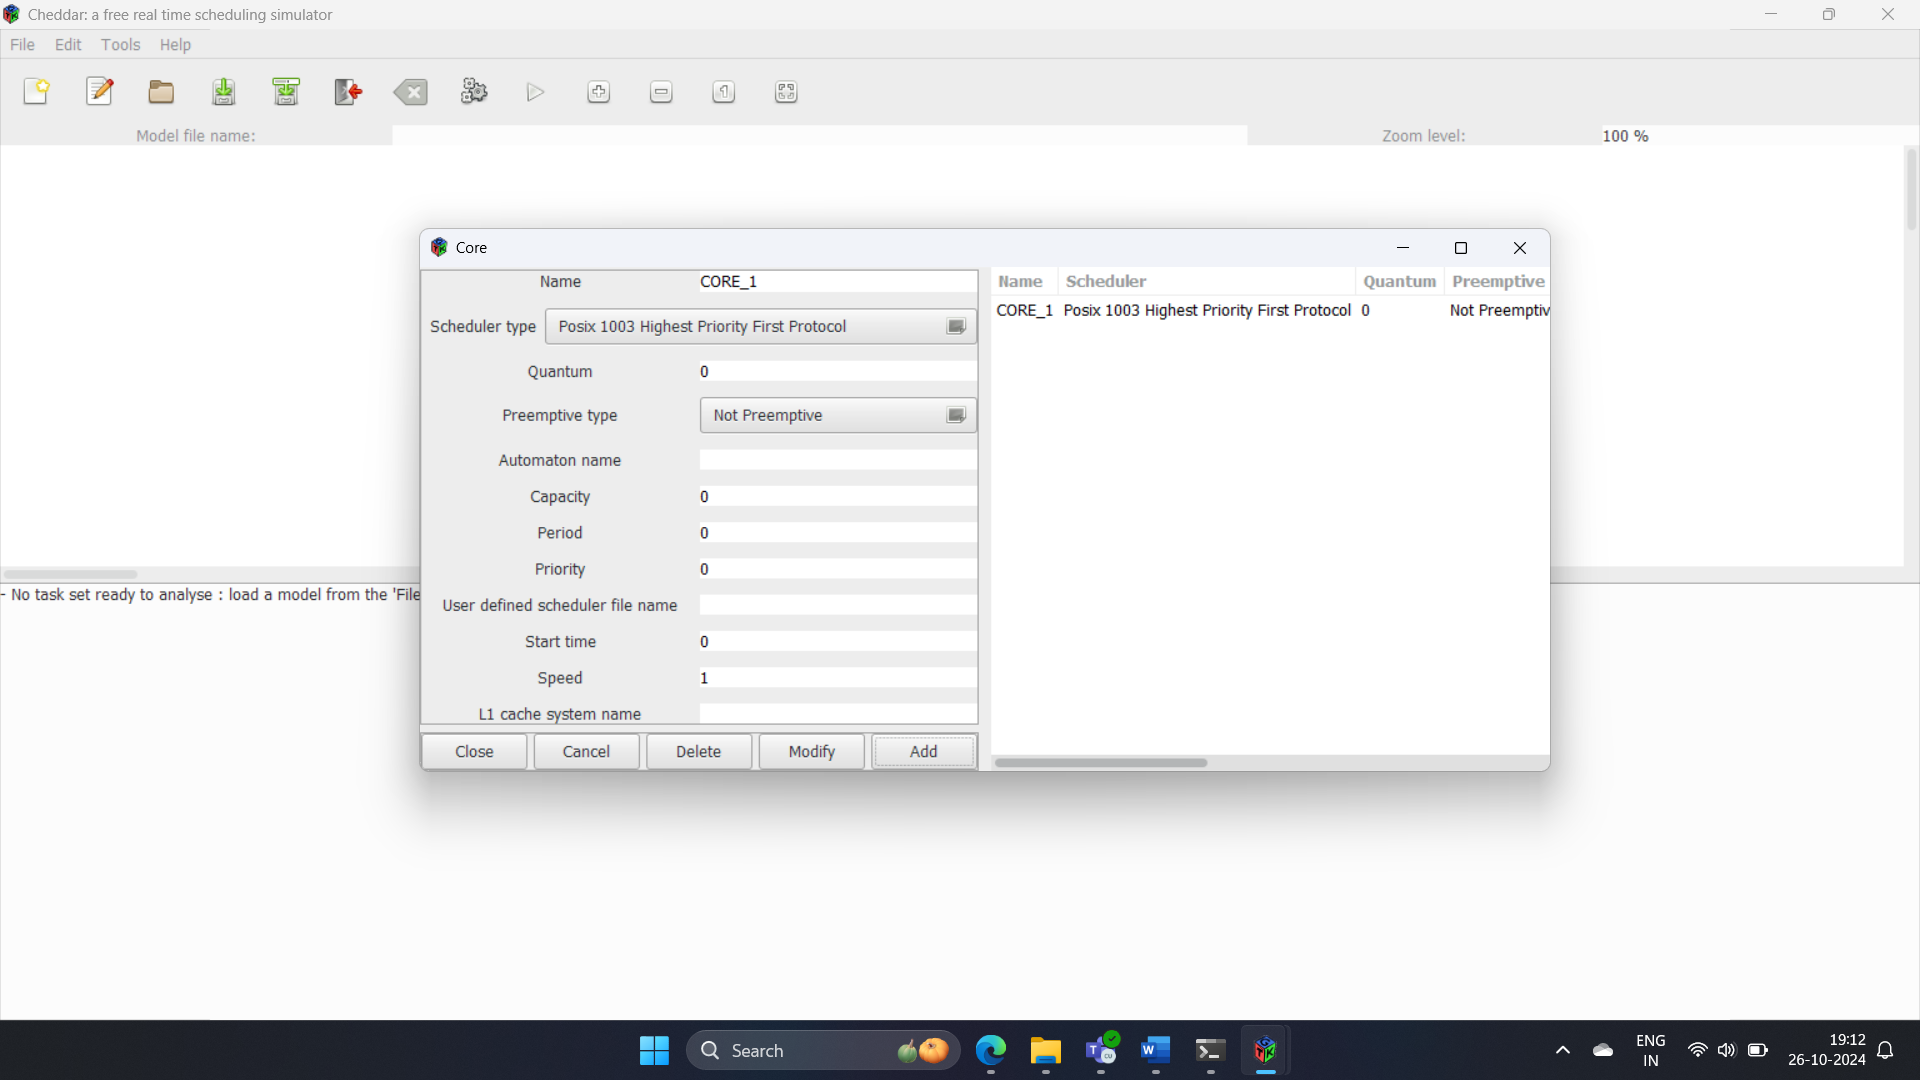 Cheddar: a free real time scheduling simulator
File Edit Tools Help
Model file name: Zoom level: 100 %
Core
Name CORE_1
Scheduler type Posix 1003 Highest Priority First Protocol
Quantum 0
Preemptive type Not Preemptive
Automaton name
Capacity 0
Period 0
Priority 0
User defined scheduler file name
Start time 0
Speed 1
L1 cache system name
Close Cancel Delete Modify Add
Name Scheduler Quantum Preemptive
CORE_1 Posix 1003 Highest Priority First Protocol 0 Not Preemptiv
- No task set ready to analyse : load a model from the 'File
Search
ENG
IN
19:12
26-10-2024